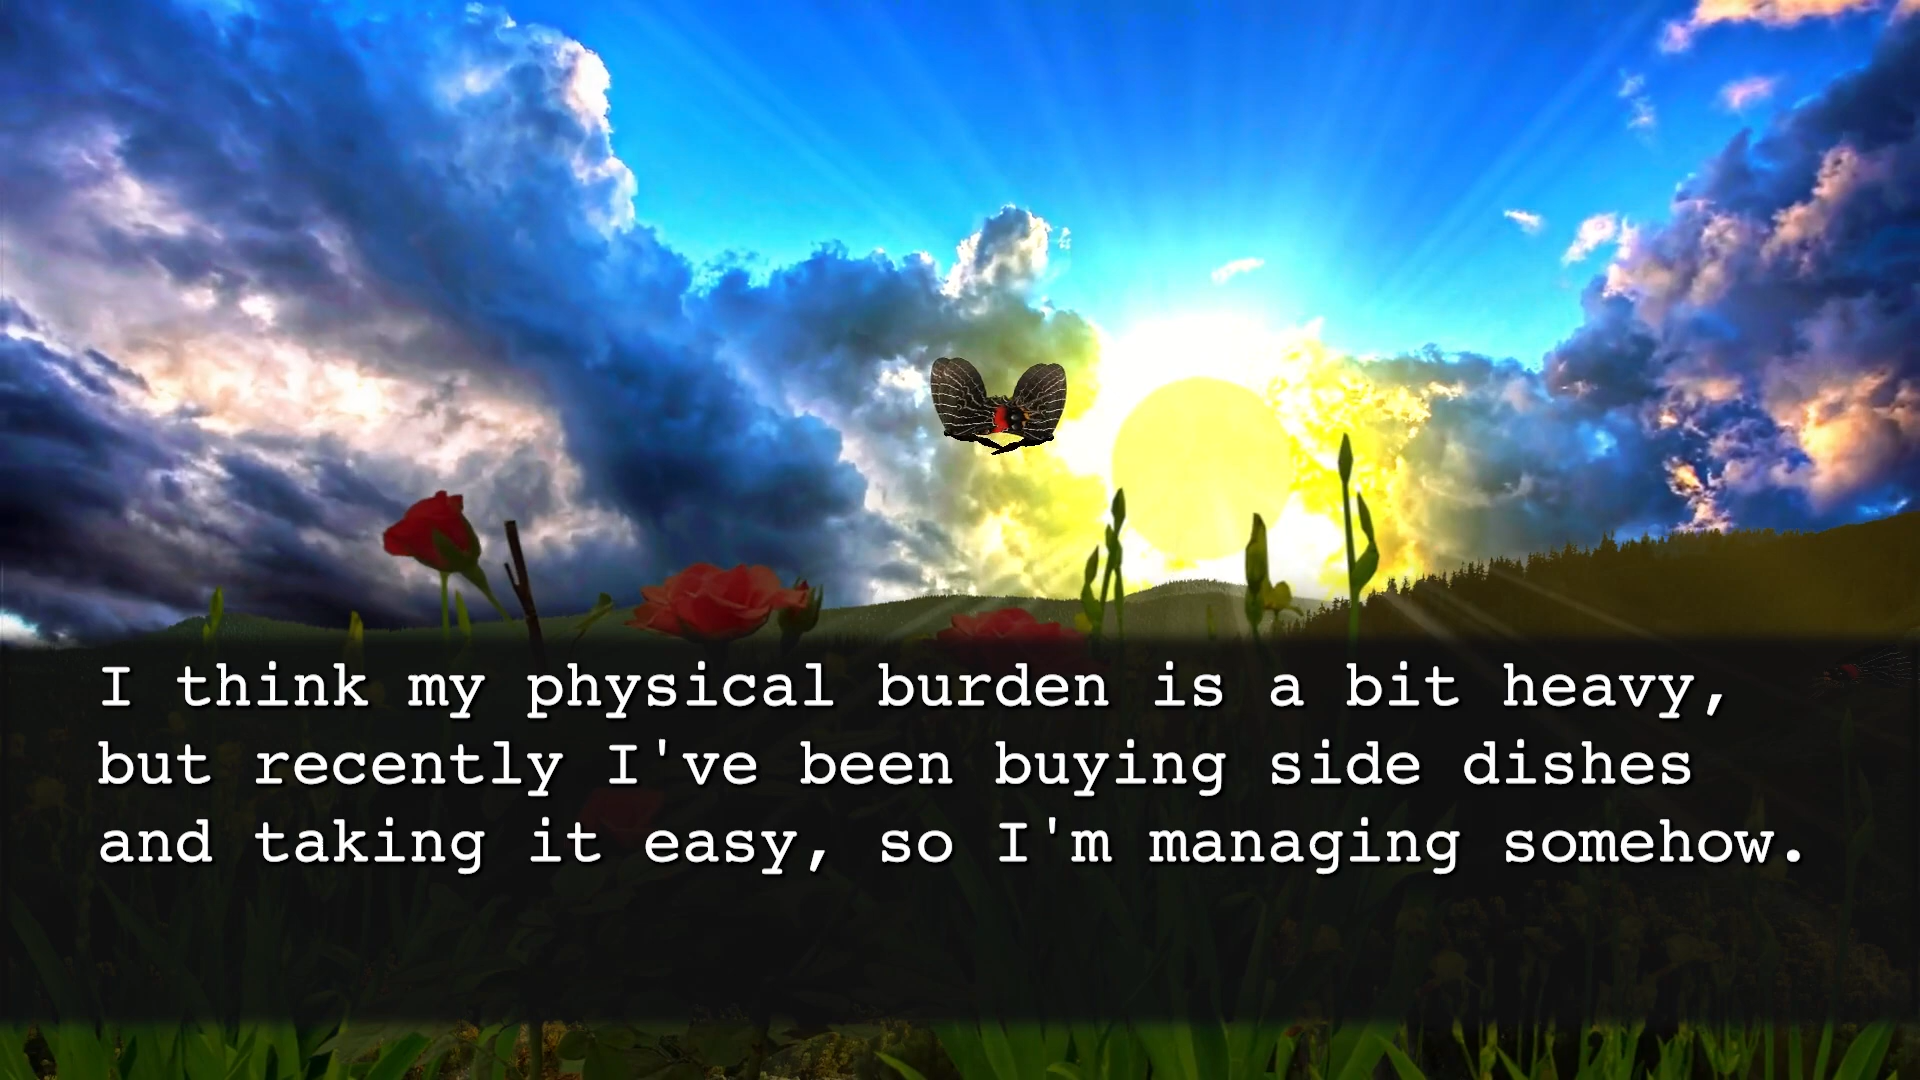 I think my physical burden is a bit heavy,
but recently I've been buying side dishes
and taking it easy, so I'm managing somehow.